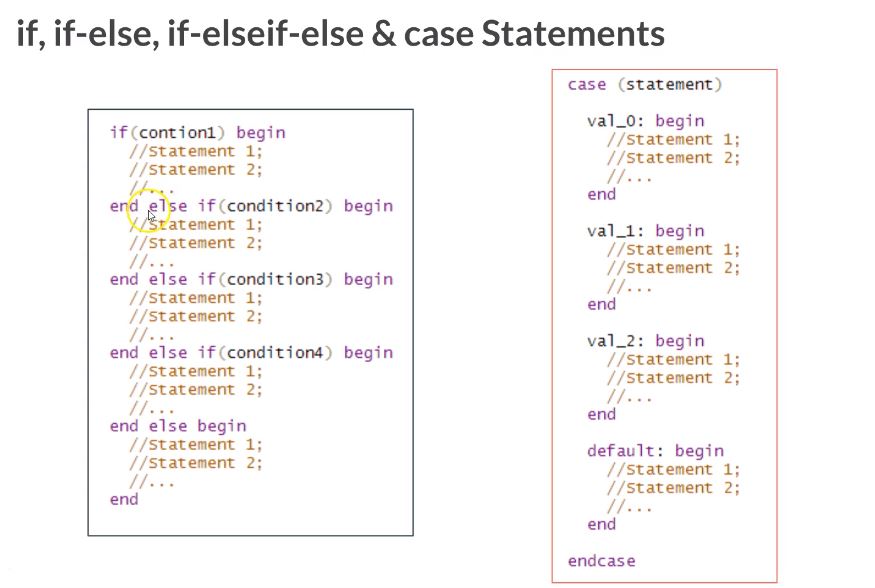 if, if-else, if-elseif-else & case Statements
if(contion1) begin
//Statement 1;
//Statement 2;
//...
end else if(condition2) begin
//Statement 1;
//Statement 2;
//...
end else if(condition3) begin
//Statement 1;
//Statement 2;
//...
end else if(condition4) begin
//Statement 1;
//Statement 2;
//...
end else begin
//Statement 1;
//Statement 2;
//...
end
case (statement)
val_0: begin
//Statement 1;
//Statement 2;
//...
end
val_1: begin
//Statement 1;
//Statement 2;
//...
end
val_2: begin
//Statement 1;
//Statement 2;
//...
end
default: begin
//Statement 1;
//Statement 2;
//...
end
endcase